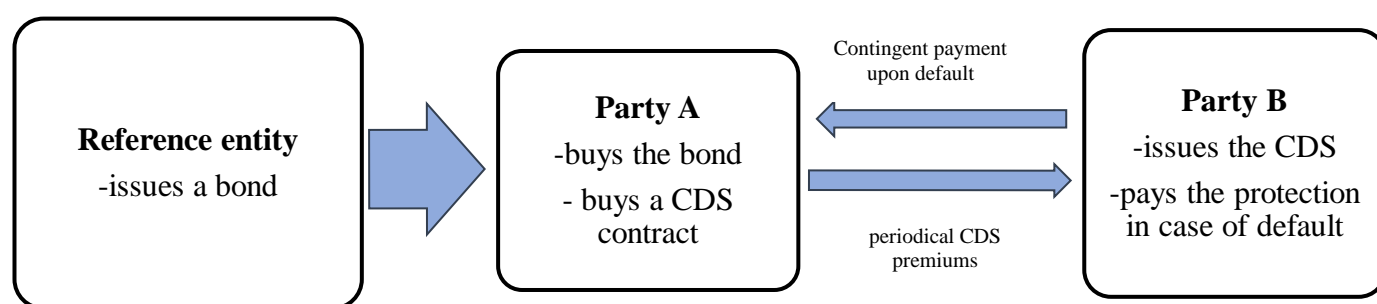 Reference entity
-issues a bond
Party A
-buys the bond
- buys a CDS
contract
Contingent payment
upon default
periodical CDS
premiums
Party B
-issues the CDS
-pays the protection
in case of default